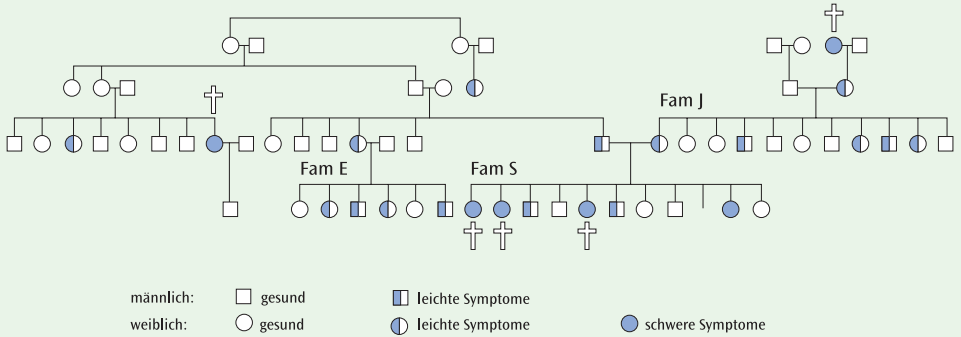 Fam J
Fam E
Fam S
männlich: gesund leichte Symptome
weiblich: gesund leichte Symptome schwere Symptome